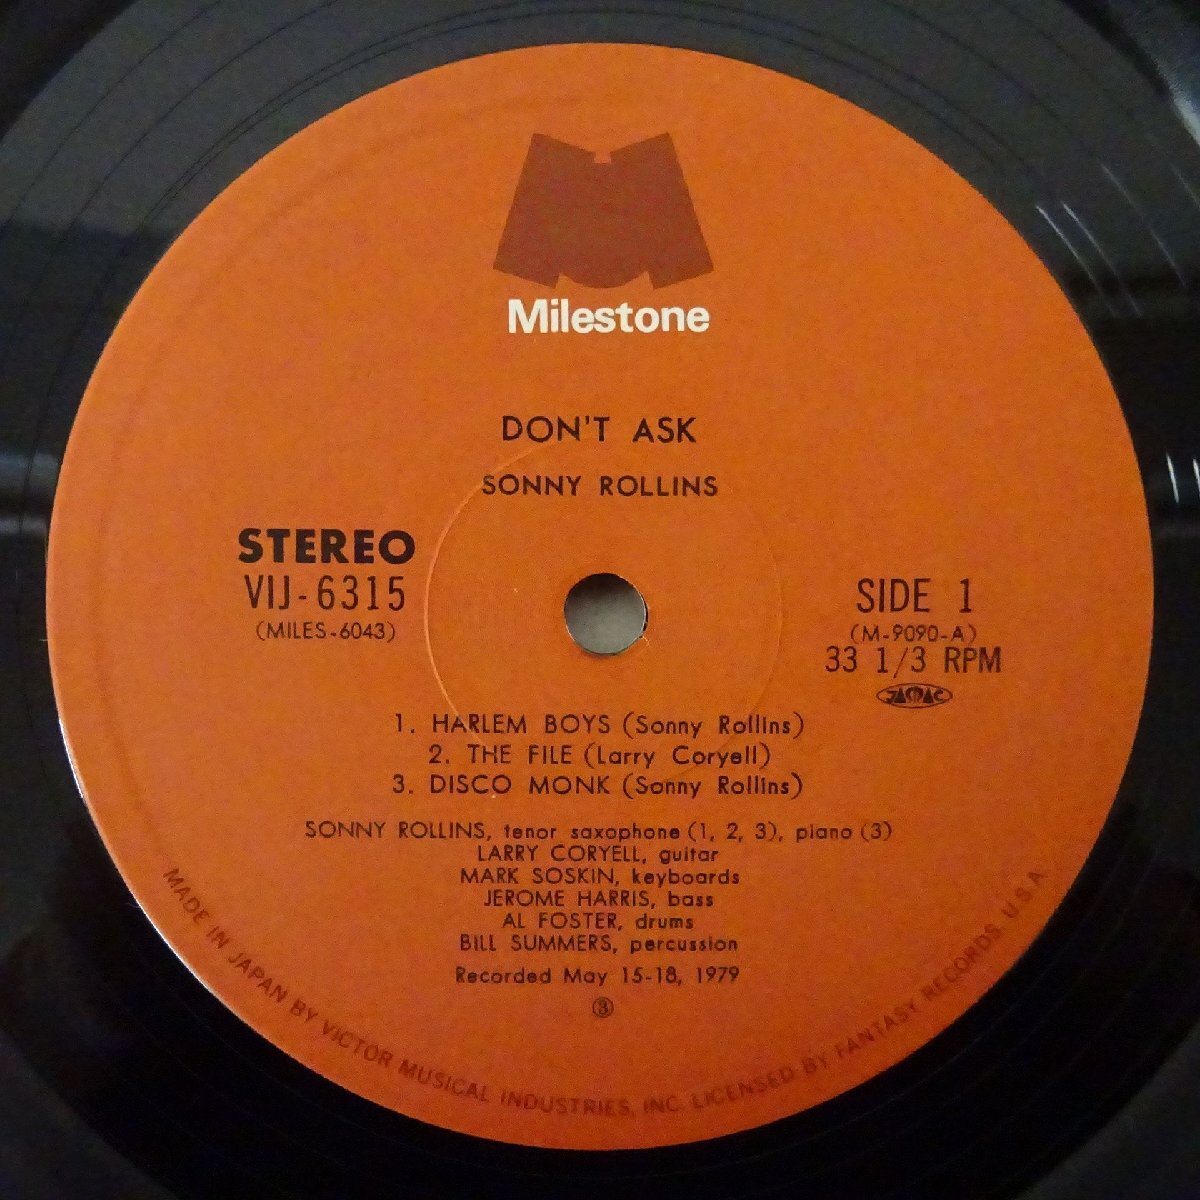 Milestone
DON'T ASK
SONNY ROLLINS
STEREO
VIJ-6315
(MILES-6043)
SIDE 1
(M-9090-A)
33 1/3 RPM
JASRAC
1. HARLEM BOYS (Sonny Rollins)
2. THE FILE (Larry Coryell)
3. DISCO MONK (Sonny Rollins)
SONNY ROLLINS, tenor saxophone (1, 2, 3), piano (3)
LARRY CORYELL, guitar
MARK SOSKIN, keyboards
JEROME HARRIS, bass
AL FOSTER, drums
BILL SUMMERS, percussion
Recorded May 15-18, 1979
③
MADE IN JAPAN BY VICTOR MUSICAL INDUSTRIES, INC. LICENSED BY FANTASY RECORDS U.S.A.